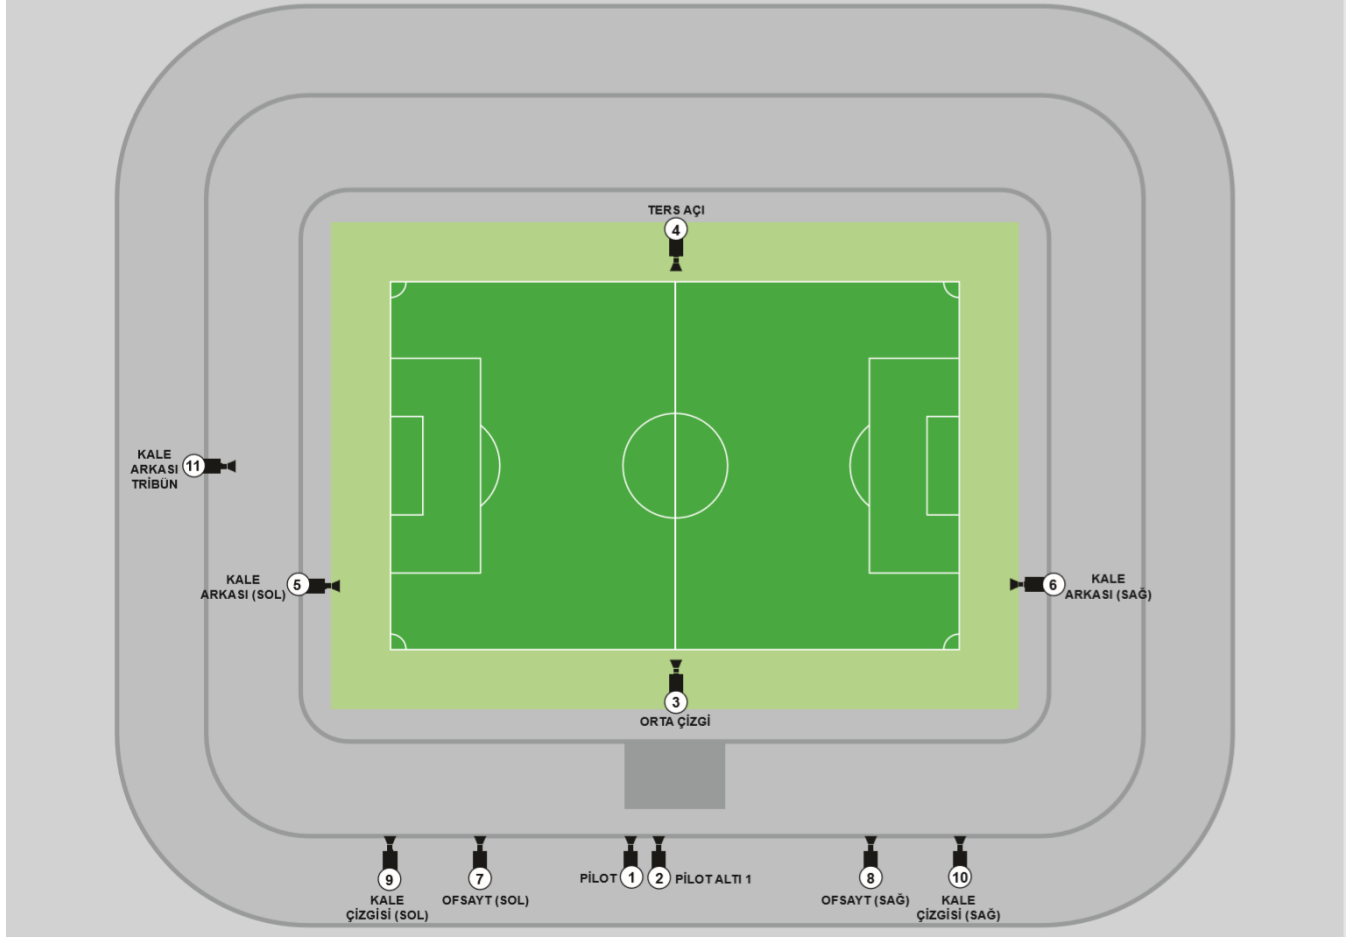 TERS AÇI
4
KALE
ARKASI
TRİBÜN
11
KALE
ARKASI (SOL)
5
6
KALE
ARKASI (SAĞ)
3
ORTA ÇİZGİ
9
KALE
ÇİZGİSİ (SOL)
7
OFSAYT (SOL)
PİLOT 1
2 PİLOT ALTI 1
8
OFSAYT (SAĞ)
10
KALE
ÇİZGİSİ (SAĞ)